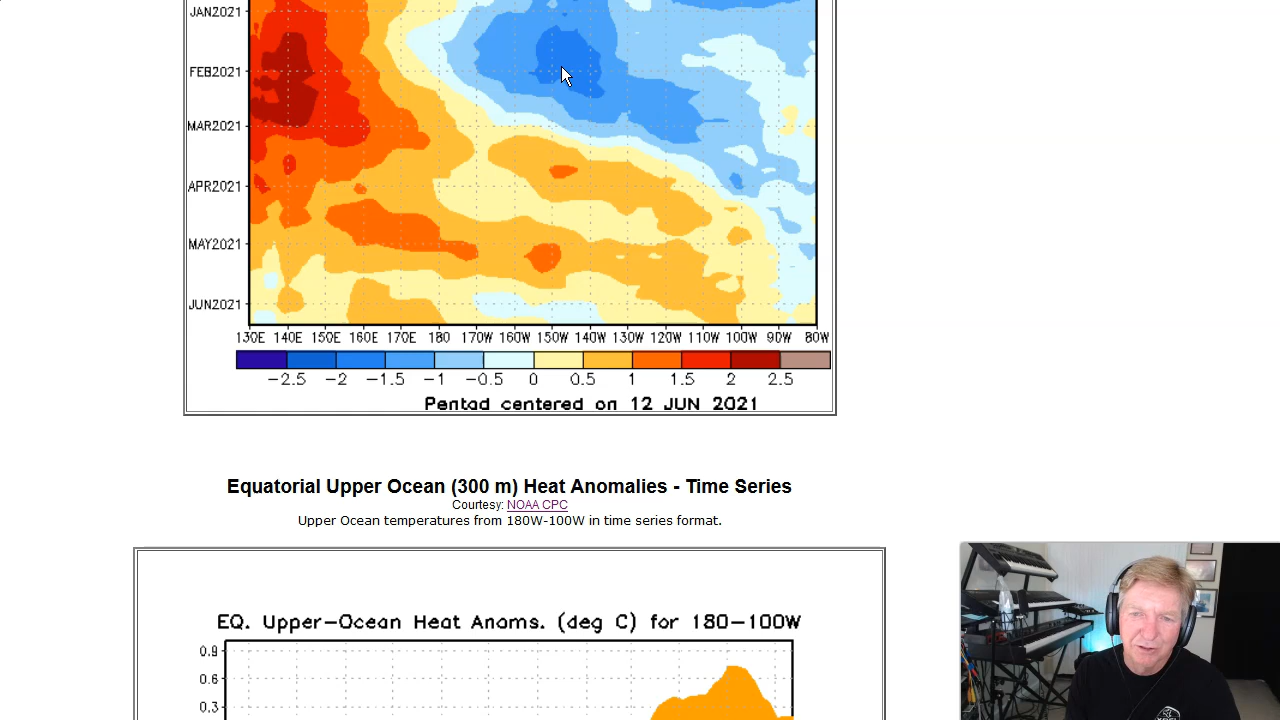 JAN2021
FEB2021
MAR2021
APR2021
MAY2021
JUN2021
130E 140E 150E 160E 170E 180 170W 160W 150W 140W 130W 120W 110W 100W 90W 80W
−2.5 −2 −1.5 −1 −0.5 0 0.5 1 1.5 2 2.5
Pentad centered on 12 JUN 2021
Equatorial Upper Ocean (300 m) Heat Anomalies - Time Series
Courtesy: NOAA CPC
Upper Ocean temperatures from 180W-100W in time series format.
EQ. Upper−Ocean Heat Anoms. (deg C) for 180−100W
0.9
0.6
0.3